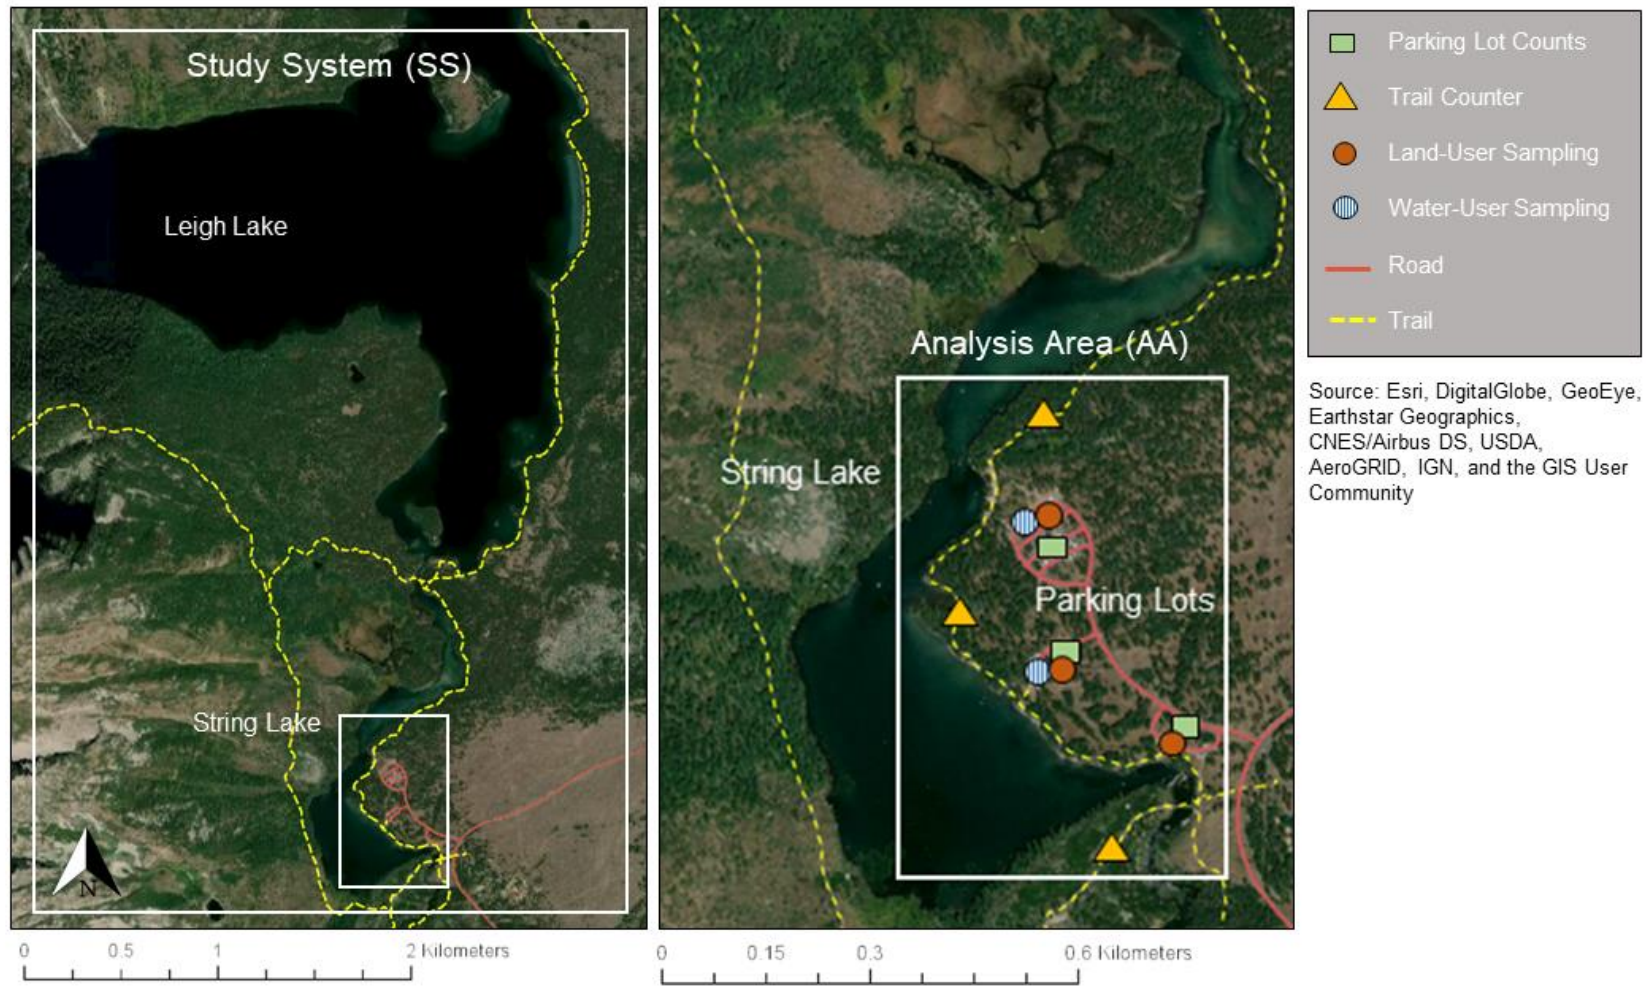 Study System (SS)
Leigh Lake
String Lake
N
0 0.5 1 2 Kilometers
Analysis Area (AA)
String Lake
Parking Lots
0 0.15 0.3 0.6 Kilometers
Parking Lot Counts
Trail Counter
Land-User Sampling
Water-User Sampling
Road
Trail
Source: Esri, DigitalGlobe, GeoEye,
Earthstar Geographics,
CNES/Airbus DS, USDA,
AeroGRID, IGN, and the GIS User
Community